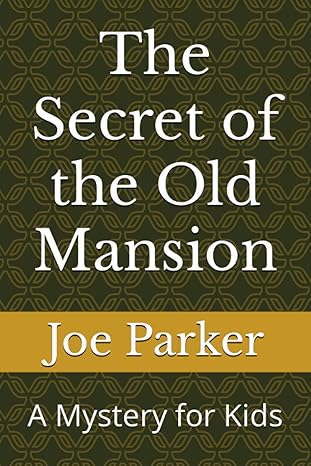 The
Secret of
the Old
Mansion
Joe Parker
A Mystery for Kids